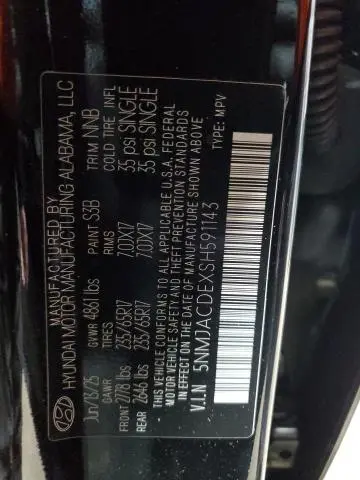 MANUFACTURED BY
HYUNDAI MOTOR MANUFACTURING ALABAMA, LLC
Jun/13/25 GVWR 4861 lbs PAINT S3B TRIM NNB
TIRES RIMS COLD TIRE INFL
FRONT 2778 lbs 235/65R17 7.0JX17 35 psi SINGLE
REAR 2646 lbs 235/65R17 7.0JX17 35 psi SINGLE
THIS VEHICLE CONFORMS TO ALL APPLICABLE U.S.A. FEDERAL
MOTOR VEHICLE SAFETY AND THEFT PREVENTION STANDARDS
IN EFFECT ON THE DATE OF MANUFACTURE SHOWN ABOVE.
V.I.N 5NMJACDEXSH591143 TYPE: MPV